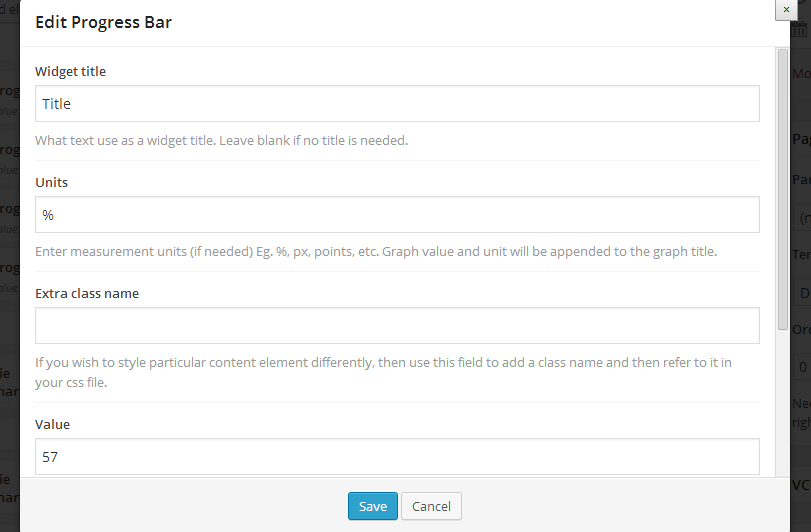 Edit Progress Bar
×
Widget title
Title
What text use as a widget title. Leave blank if no title is needed.
Units
%
Enter measurement units (if needed) Eg. %, px, points, etc. Graph value and unit will be appended to the graph title.
Extra class name
If you wish to style particular content element differently, then use this field to add a class name and then refer to it in
your css file.
Value
57
Save
Cancel
0
VC